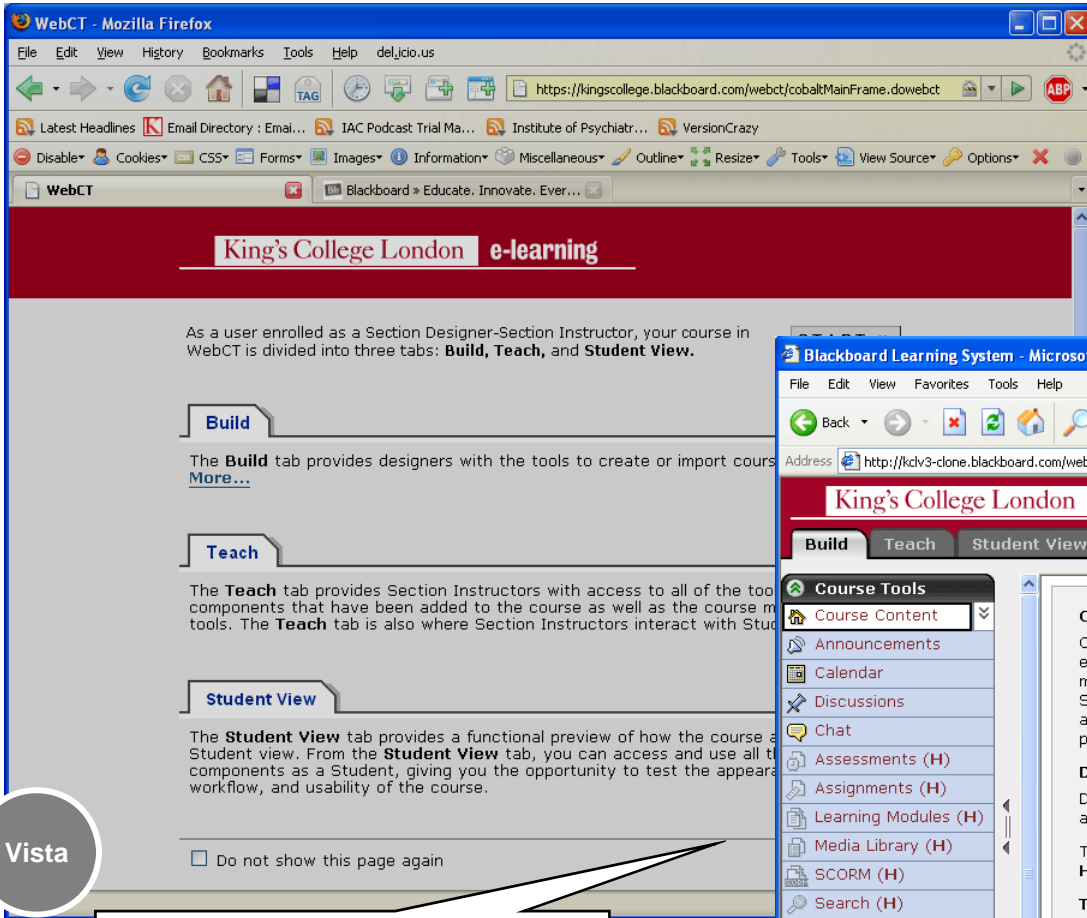 WebCT - Mozilla Firefox
File Edit View History Bookmarks Tools Help del.icio.us
TAG https://kingscollege.blackboard.com/webct/cobaltMainFrame.dowebct ABP
Latest Headlines K Email Directory : Emai... IAC Podcast Trial Ma... Institute of Psychiatr... VersionCrazy
Disable Cookies CSS Forms Images Information Miscellaneous Outline Resize Tools View Source Options
WebCT Blackboard » Educate. Innovate. Ever...
King's College London e-learning
As a user enrolled as a Section Designer-Section Instructor, your course in
WebCT is divided into three tabs: Build, Teach, and Student View.
Build
The Build tab provides designers with the tools to create or import cours
More...
Teach
The Teach tab provides Section Instructors with access to all of the too
components that have been added to the course as well as the course m
tools. The Teach tab is also where Section Instructors interact with Stud
Student View
The Student View tab provides a functional preview of how the course a
Student view. From the Student View tab, you can access and use all th
components as a Student, giving you the opportunity to test the appeara
workflow, and usability of the course.
Do not show this page again
Vista
Blackboard Learning System - Microso
File Edit View Favorites Tools Help
Back
Address http://kclv3-clone.blackboard.com/web
King's College London
Build Teach Student View
Course Tools
Course Content
Announcements
Calendar
Discussions
Chat
Assessments (H)
Assignments (H)
Learning Modules (H)
Media Library (H)
SCORM (H)
Search (H)